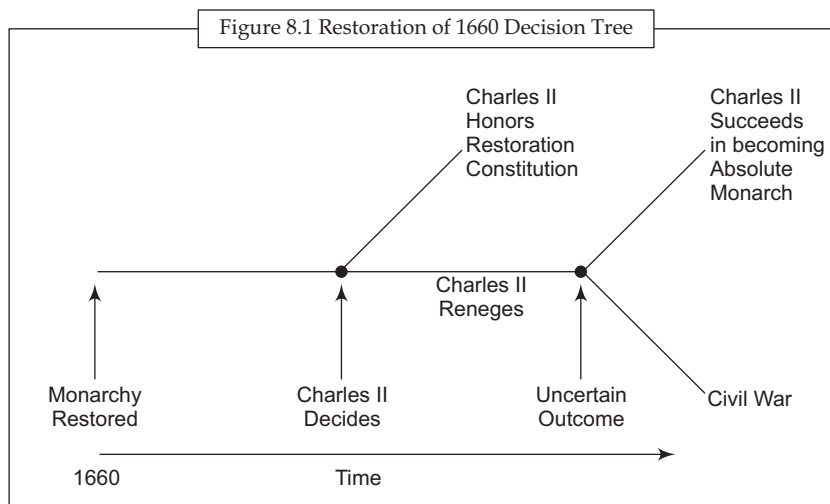 Figure 8.1 Restoration of 1660 Decision Tree
Charles II
Honors
Restoration
Constitution
Charles II
Succeeds
in becoming
Absolute
Monarch
Charles II
Reneges
Monarchy
Restored
Charles II
Decides
Uncertain
Outcome
Civil War
1660
Time